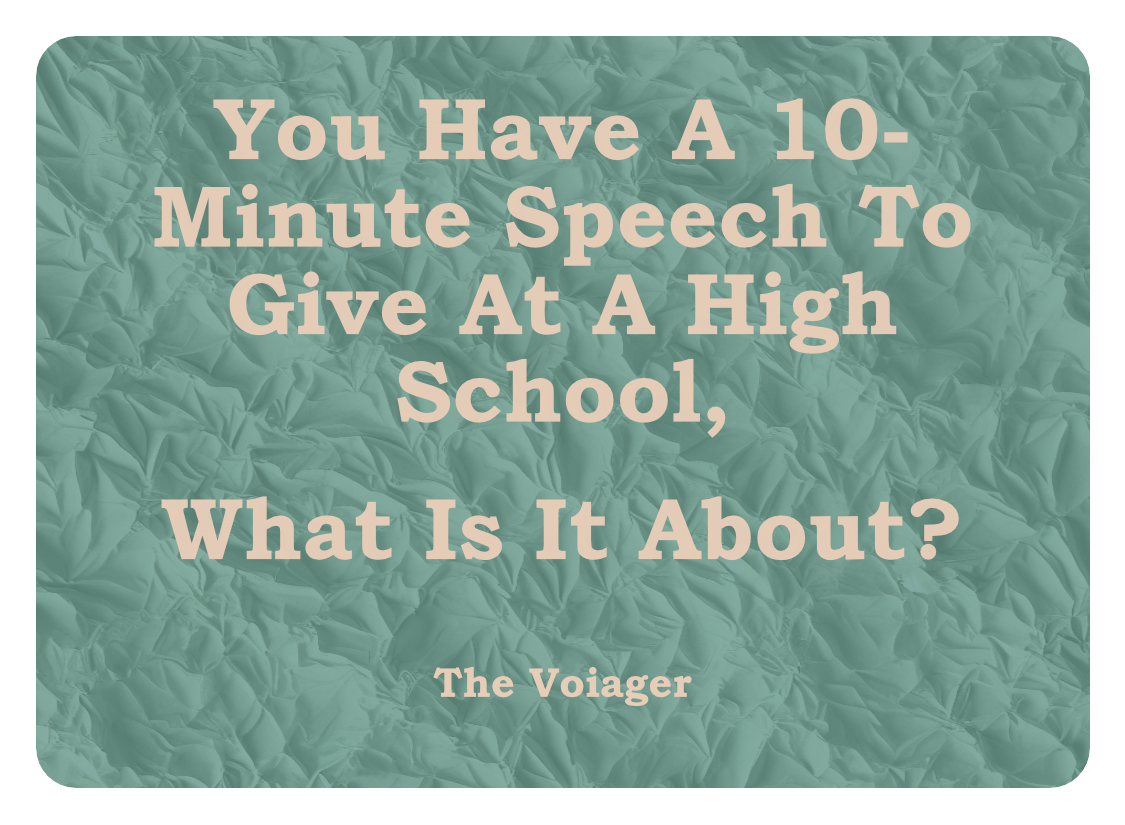 You Have A 10-
Minute Speech To
Give At A High
School,
What Is It About?
The Voiager